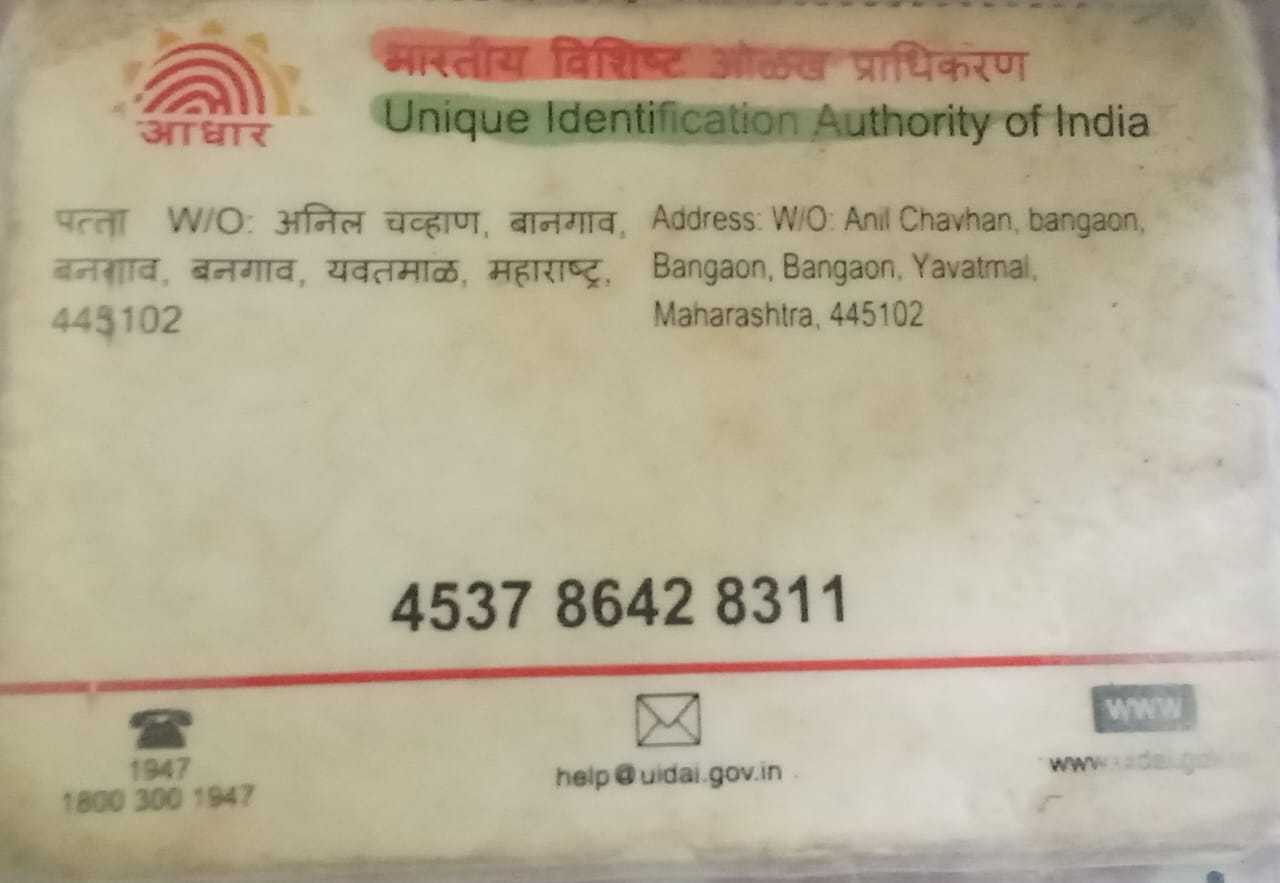 भारतीय विशिष्ट ओळख प्राधिकरण
Unique Identification Authority of India
आधार
पत्ता W/O: अनिल चव्हाण, बानगाव,
बनगाव, बनगाव, यवतमाळ, महाराष्ट्र,
445102
Address: W/O: Anil Chavhan, bangaon,
Bangaon, Bangaon, Yavatmal,
Maharashtra, 445102
4537 8642 8311
1947
1800 300 1947
help@uidai.gov.in
WWW